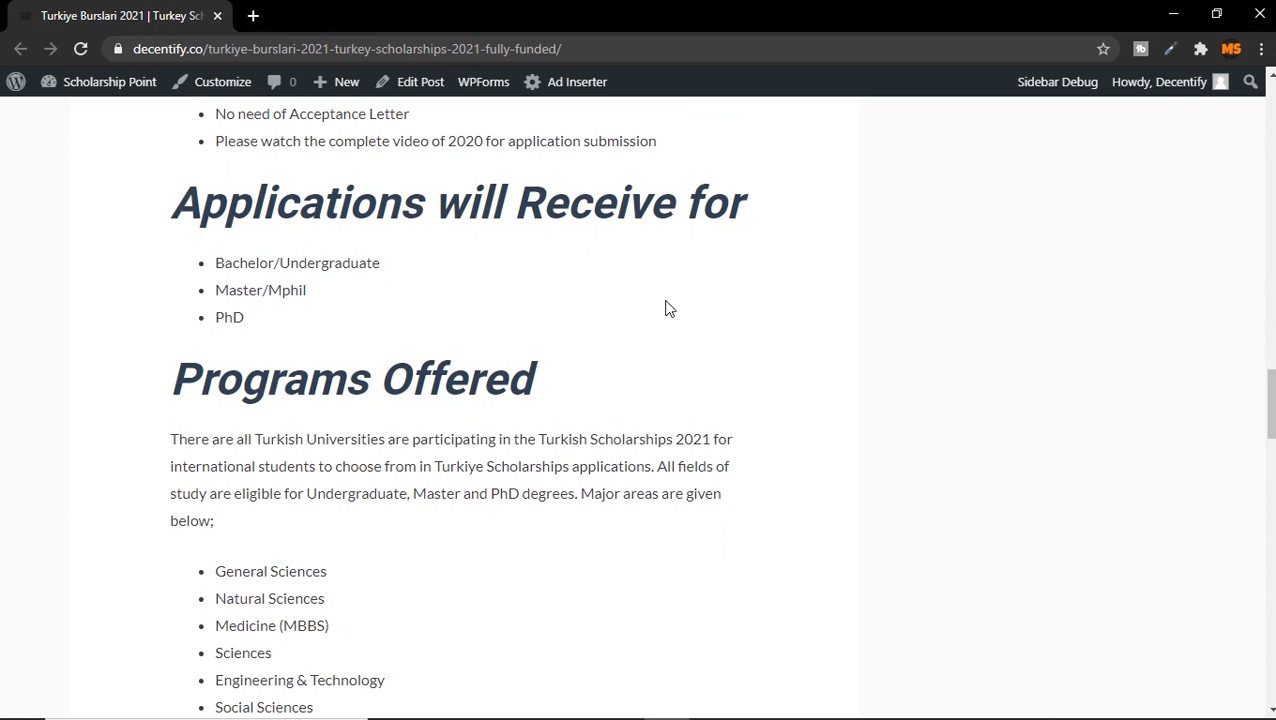 Turkiye Burslari 2021 | Turkey Sch
decentify.co/turkiye-burslari-2021-turkey-scholarships-2021-fully-funded/
MS
Scholarship Point Customize 0 New Edit Post WPForms Ad Inserter Sidebar Debug Howdy, Decentify
No need of Acceptance Letter
Please watch the complete video of 2020 for application submission
Applications will Receive for
Bachelor/Undergraduate
Master/Mphil
PhD
Programs Offered
There are all Turkish Universities are participating in the Turkish Scholarships 2021 for
international students to choose from in Turkiye Scholarships applications. All fields of
study are eligible for Undergraduate, Master and PhD degrees. Major areas are given
below;
General Sciences
Natural Sciences
Medicine (MBBS)
Sciences
Engineering & Technology
Social Sciences